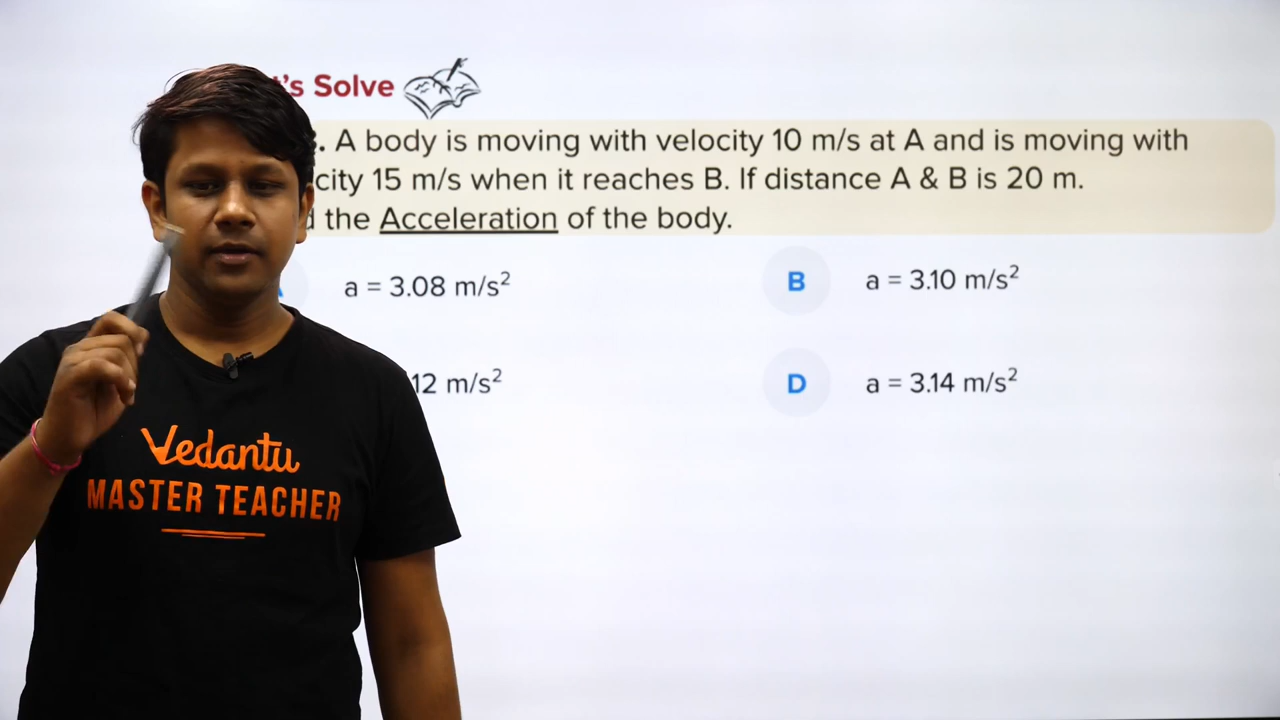 's Solve
. A body is moving with velocity 10 m/s at A and is moving with
city 15 m/s when it reaches B. If distance A & B is 20 m.
the Acceleration of the body.
a = 3.08 m/s²
B a = 3.10 m/s²
12 m/s²
D a = 3.14 m/s²
Vedantu
MASTER TEACHER